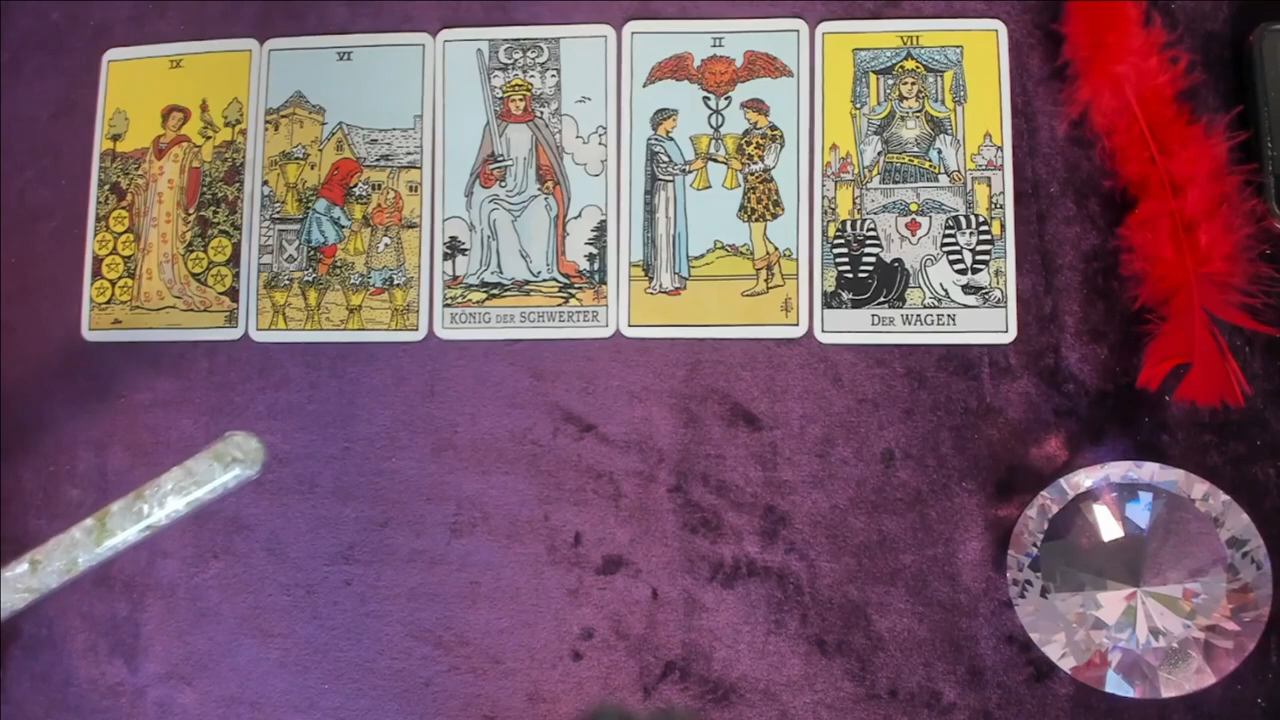 IX
VI
KÖNIG DER SCHWERTER
II
VII
DER WAGEN